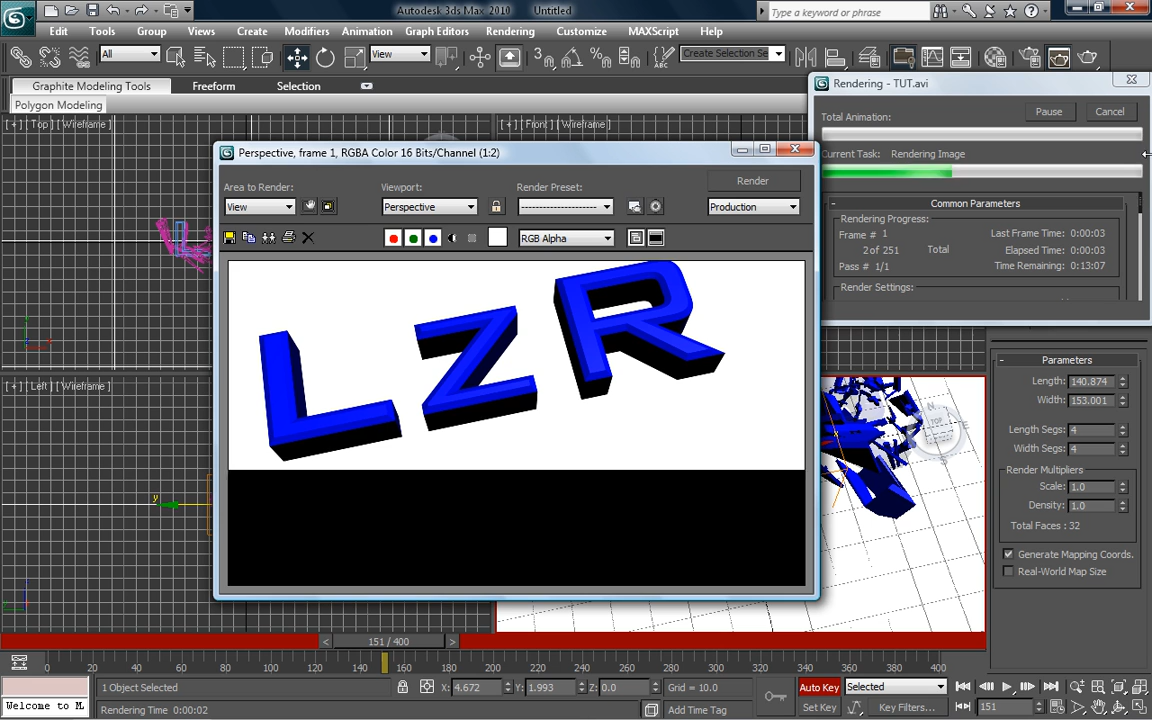 Autodesk 3ds Max 2010 Untitled
Type a keyword or phrase
Edit Tools Group Views Create Modifiers Animation Graph Editors Rendering Customize MAXScript Help
All View Create Selection Se
Graphite Modeling Tools Freeform Selection
Polygon Modeling
[ + ] Top [ Wireframe ]
[ + ] Front [ Wireframe ]
Rendering - TUT.avi
Total Animation: Pause Cancel
Current Task: Rendering Image
Common Parameters
Rendering Progress:
Frame # 1 Last Frame Time: 0:00:03
2 of 251 Total Elapsed Time: 0:00:03
Pass # 1/1 Time Remaining: 0:13:07
Render Settings:
Perspective, frame 1, RGBA Color 16 Bits/Channel (1:2)
Area to Render: Viewport: Render Preset: Render
View Perspective Production
RGB Alpha
LZR
[ + ] Left [ Wireframe ]
y
TOP
N
E
S
Parameters
Length: 140.874
Width: 153.001
Length Segs: 4
Width Segs: 4
Render Multipliers
Scale: 1.0
Density: 1.0
Total Faces : 32
Generate Mapping Coords.
Real-World Map Size
< 151 / 400 >
0 20 40 60 80 100 120 140 160 180 200 220 240 260 280 300 320 340 360 380 400
1 Object Selected X: 4.672 Y: 1.993 Z: 0.0 Grid = 10.0 Auto Key Selected
Welcome to M. Rendering Time 0:00:02 Add Time Tag Set Key Key Filters... 151